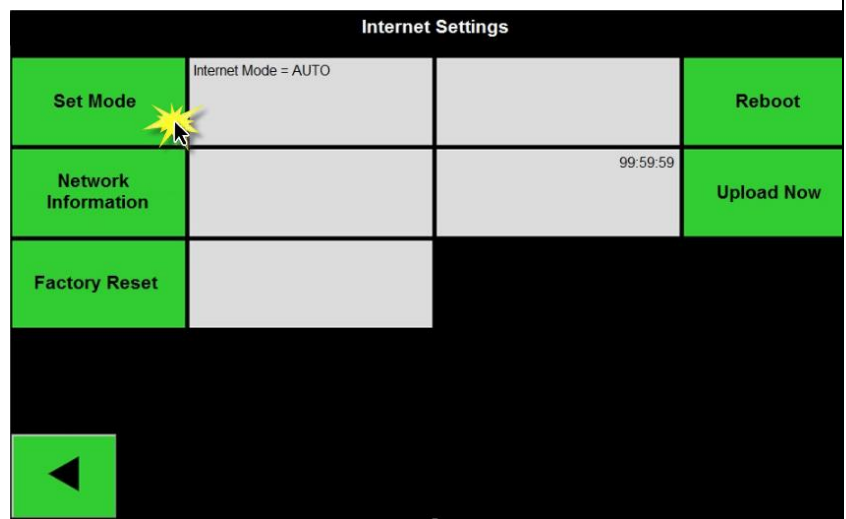 Internet Settings
Set Mode
Internet Mode = AUTO
Reboot
Network
Information
99:59:59
Upload Now
Factory Reset